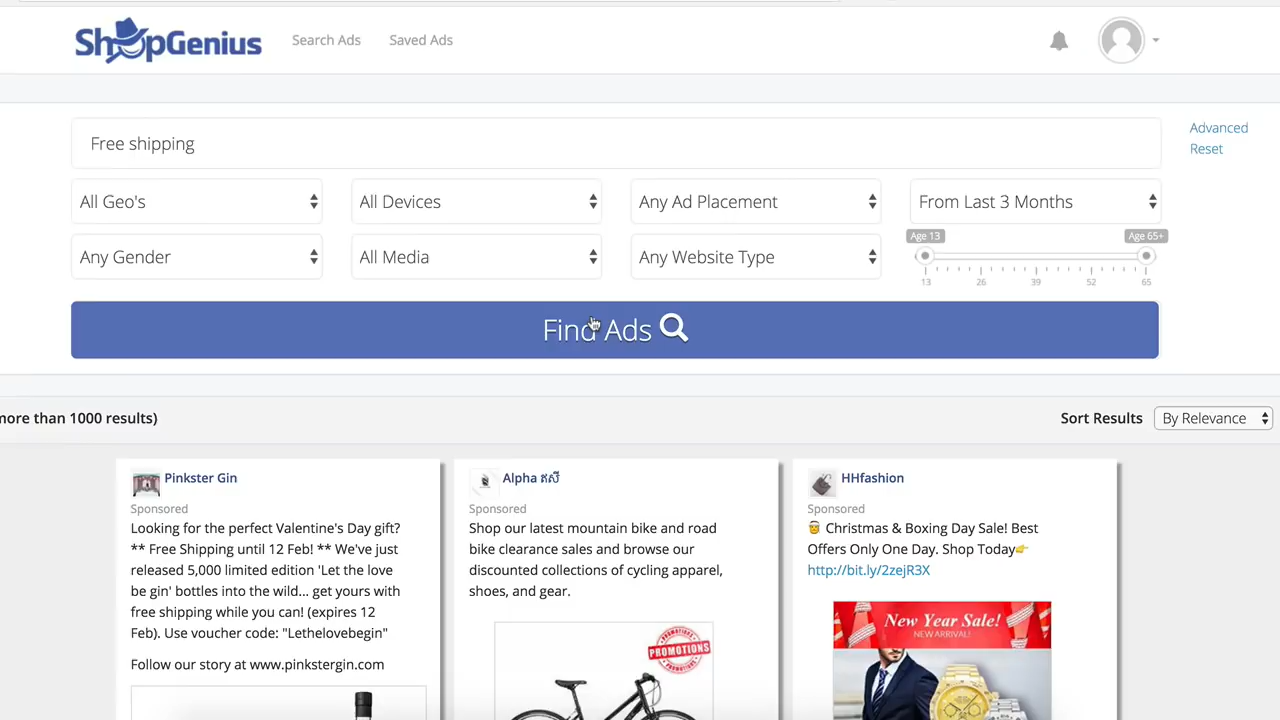 ShopGenius
Search Ads
Saved Ads
Free shipping
Advanced
Reset
All Geo's
All Devices
Any Ad Placement
From Last 3 Months
Age 13
Age 65+
Any Gender
All Media
Any Website Type
13 26 39 52 65
Find Ads
more than 1000 results)
Sort Results
By Relevance
Pinkster Gin
Sponsored
Looking for the perfect Valentine's Day gift?
** Free Shipping until 12 Feb! ** We've just
released 5,000 limited edition 'Let the love
be gin' bottles into the wild... get yours with
free shipping while you can! (expires 12
Feb). Use voucher code: "Lethelovebegin"
Follow our story at www.pinkstergin.com
Alpha ឥសី
Sponsored
Shop our latest mountain bike and road
bike clearance sales and browse our
discounted collections of cycling apparel,
shoes, and gear.
PROMOTIONS
HHfashion
Sponsored
Christmas & Boxing Day Sale! Best
Offers Only One Day. Shop Today
http://bit.ly/2zejR3X
New Year Sale!
NEW ARRIVAL!